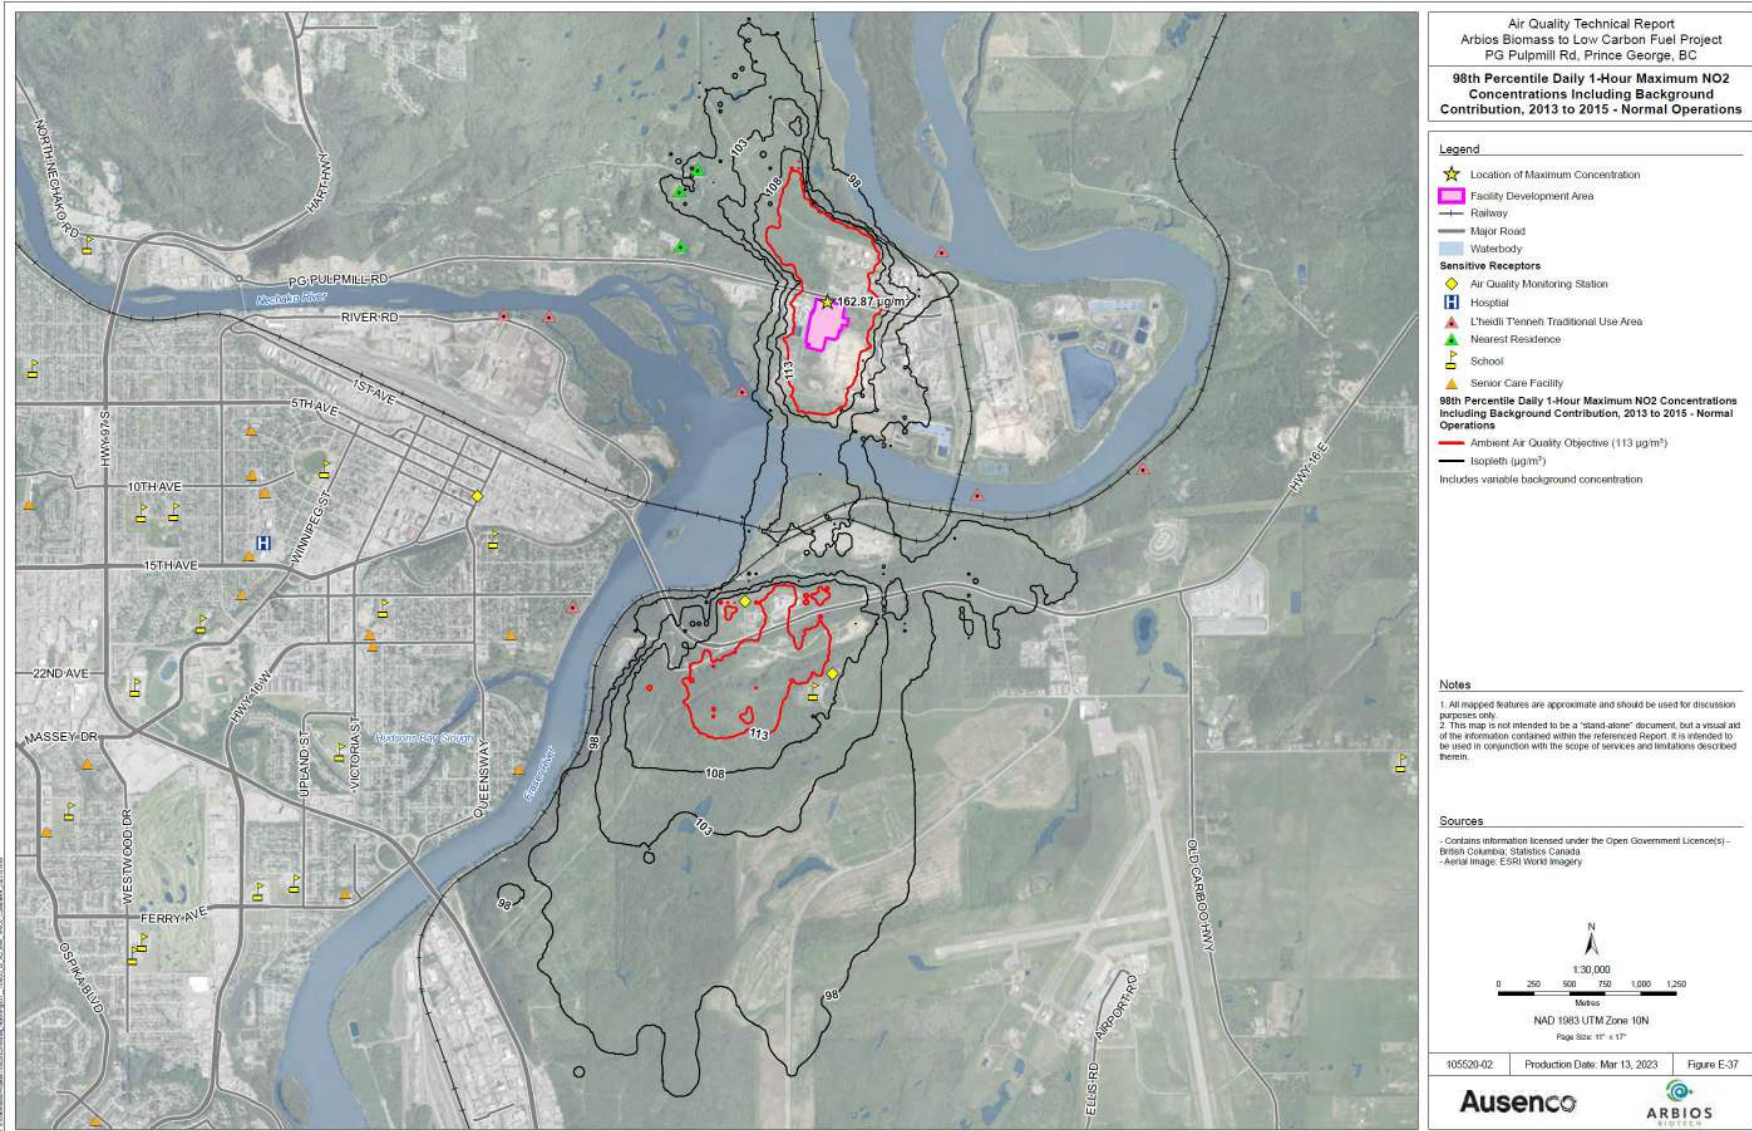 Air Quality Technical Report
Arbios Biomass to Low Carbon Fuel Project
PG Pulpmill Rd, Prince George, BC
98th Percentile Daily 1-Hour Maximum NO2
Concentrations Including Background
Contribution, 2013 to 2015 - Normal Operations
Legend
Location of Maximum Concentration
Facility Development Area
Railway
Major Road
Waterbody
Sensitive Receptors
Air Quality Monitoring Station
Hosptial
L'heidli T'enneh Traditional Use Area
Nearest Residence
School
Senior Care Facility
98th Percentile Daily 1-Hour Maximum NO2 Concentrations
Including Background Contribution, 2013 to 2015 - Normal
Operations
Ambient Air Quality Objective (113 µg/m³)
Isopleth (µg/m³)
Includes variable background concentration
Notes
1. All mapped features are approximate and should be used for discussion
purposes only.
2. This map is not intended to be a "stand-alone" document, but a visual aid
of the information contained within the referenced Report. It is intended to
be used in conjunction with the scope of services and limitations described
therein.
Sources
- Contains information licensed under the Open Government Licence(s) -
British Columbia; Statistics Canada
- Aerial Image: ESRI World Imagery
N
1:30,000
0 250 500 750 1,000 1,250
Metres
NAD 1983 UTM Zone 10N
Page Size: 11" x 17"
105520-02
Production Date: Mar 13, 2023
Figure E-37
Ausenco
ARBIOS
BIOTECH
NORTH NECHAKO RD
HART HWY
PG PULPMILL RD
Nechako River
RIVER RD
1ST AVE
5TH AVE
HWY 97 S
10TH AVE
WINNIPEG ST
H
15TH AVE
22ND AVE
HWY 16 W
MASSEY DR
UPLAND ST
VICTORIA ST
Hudsons Bay Slough
QUEENSWAY
Fraser River
WESTWOOD DR
FERRY AVE
OSPIKA BLVD
HWY 16 E
OLD CARIBOO HWY
AIRPORT RD
ELLIS RD
103
108
98
162.87 µg/m³
113
98
113
108
103
98
98